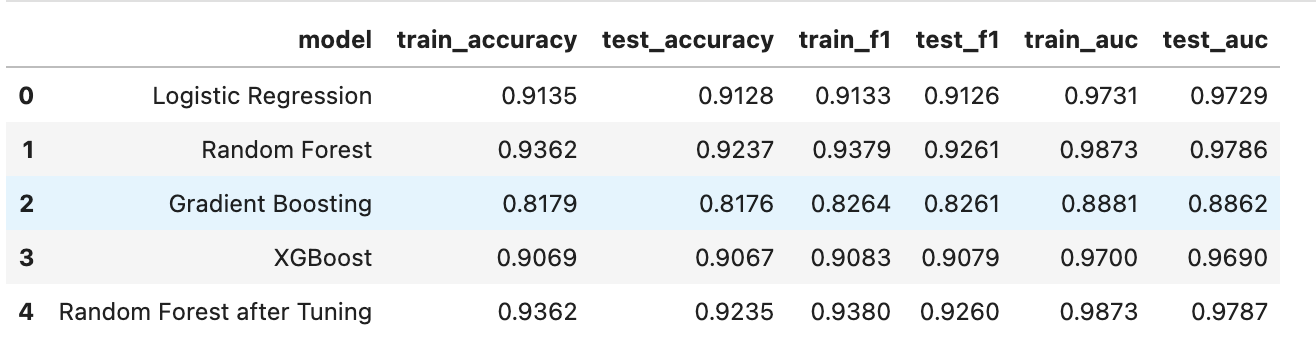 model train_accuracy test_accuracy train_f1 test_f1 train_auc test_auc
0 Logistic Regression 0.9135 0.9128 0.9133 0.9126 0.9731 0.9729
1 Random Forest 0.9362 0.9237 0.9379 0.9261 0.9873 0.9786
2 Gradient Boosting 0.8179 0.8176 0.8264 0.8261 0.8881 0.8862
3 XGBoost 0.9069 0.9067 0.9083 0.9079 0.9700 0.9690
4 Random Forest after Tuning 0.9362 0.9235 0.9380 0.9260 0.9873 0.9787